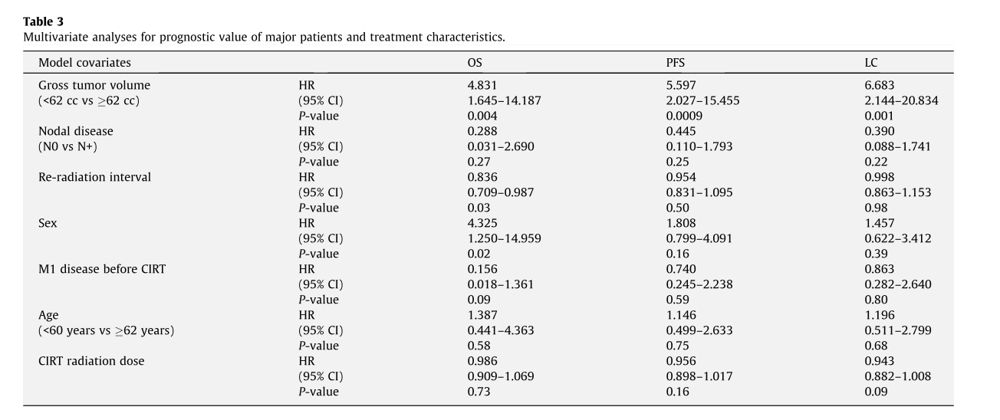 Table 3
Multivariate analyses for prognostic value of major patients and treatment characteristics.
Model covariates OS PFS LC
Gross tumor volume HR 4.831 5.597 6.683
(<62 cc vs ≥62 cc) (95% CI) 1.645–14.187 2.027–15.455 2.144–20.834
P-value 0.004 0.0009 0.001
Nodal disease HR 0.288 0.445 0.390
(N0 vs N+) (95% CI) 0.031–2.690 0.110–1.793 0.088–1.741
P-value 0.27 0.25 0.22
Re-radiation interval HR 0.836 0.954 0.998
(95% CI) 0.709–0.987 0.831–1.095 0.863–1.153
P-value 0.03 0.50 0.98
Sex HR 4.325 1.808 1.457
(95% CI) 1.250–14.959 0.799–4.091 0.622–3.412
P-value 0.02 0.16 0.39
M1 disease before CIRT HR 0.156 0.740 0.863
(95% CI) 0.018–1.361 0.245–2.238 0.282–2.640
P-value 0.09 0.59 0.80
Age HR 1.387 1.146 1.196
(<60 years vs ≥62 years) (95% CI) 0.441–4.363 0.499–2.633 0.511–2.799
P-value 0.58 0.75 0.68
CIRT radiation dose HR 0.986 0.956 0.943
(95% CI) 0.909–1.069 0.898–1.017 0.882–1.008
P-value 0.73 0.16 0.09